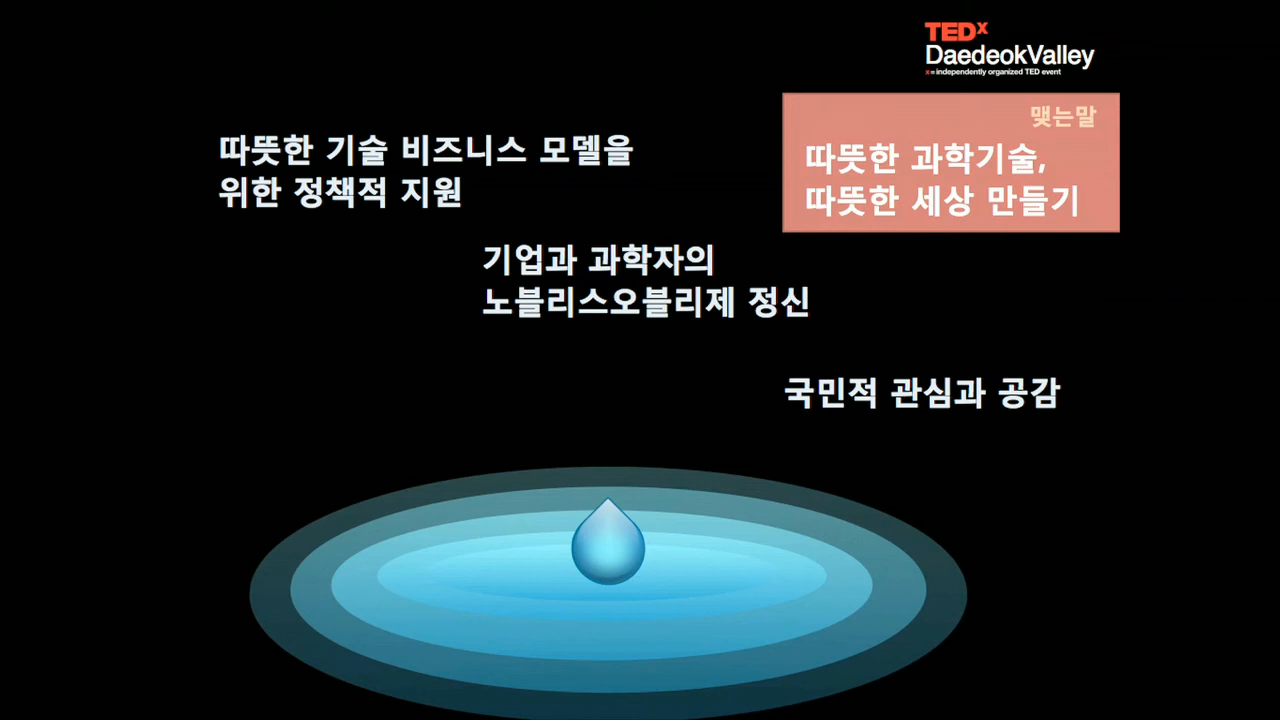 TEDx
DaedeokValley
x = independently organized TED event
맺는말
따뜻한 과학기술,
따뜻한 세상 만들기
따뜻한 기술 비즈니스 모델을
위한 정책적 지원
기업과 과학자의
노블리스오블리제 정신
국민적 관심과 공감